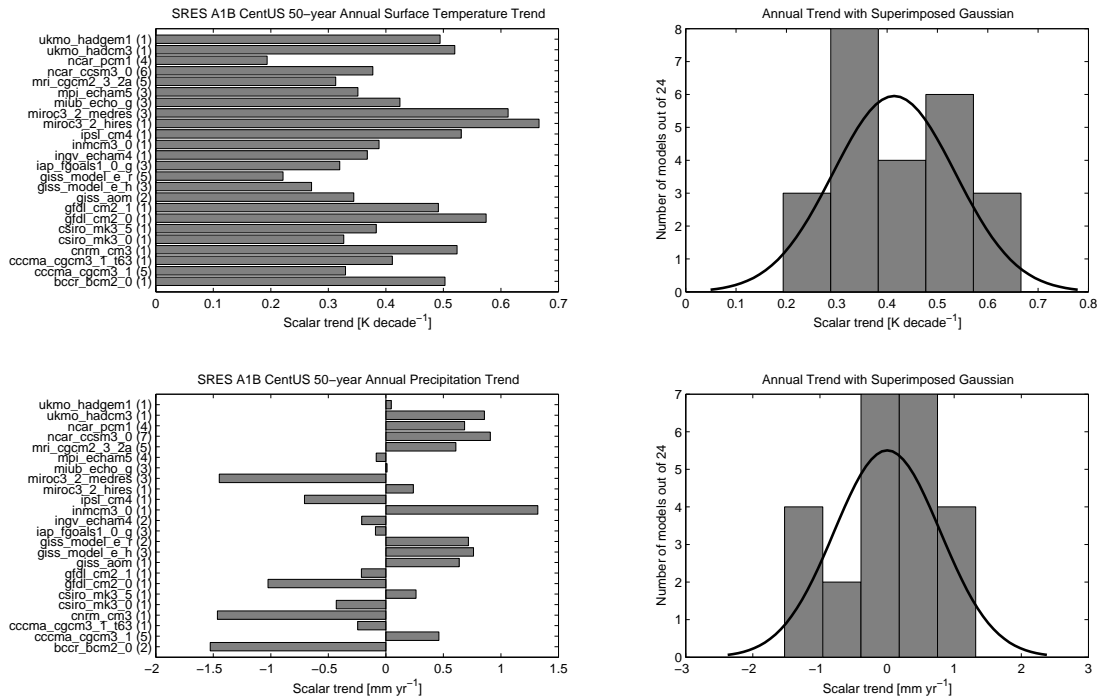 SRES A1B CentUS 50−year Annual Surface Temperature Trend
ukmo_hadgem1 (1)
ukmo_hadcm3 (1)
ncar_pcm1 (4)
ncar_ccsm3_0 (6)
mri_cgcm2_3_2a (5)
mpi_echam5 (3)
miub_echo_g (3)
miroc3_2_medres (3)
miroc3_2_hires (1)
ipsl_cm4 (1)
inmcm3_0 (1)
ingv_echam4 (1)
iap_fgoals1_0_g (3)
giss_model_e_r (5)
giss_model_e_h (3)
giss_aom (2)
gfdl_cm2_1 (1)
gfdl_cm2_0 (1)
csiro_mk3_5 (1)
csiro_mk3_0 (1)
cnrm_cm3 (1)
cccma_cgcm3_1_t63 (1)
cccma_cgcm3_1 (5)
bccr_bcm2_0 (1)
0 0.1 0.2 0.3 0.4 0.5 0.6 0.7
Scalar trend [K decade⁻¹]
Annual Trend with Superimposed Gaussian
8
7
6
5
4
3
2
1
0
Number of models out of 24
0 0.1 0.2 0.3 0.4 0.5 0.6 0.7 0.8
Scalar trend [K decade⁻¹]
SRES A1B CentUS 50−year Annual Precipitation Trend
ukmo_hadgem1 (1)
ukmo_hadcm3 (1)
ncar_pcm1 (4)
ncar_ccsm3_0 (7)
mri_cgcm2_3_2a (5)
mpi_echam5 (4)
miub_echo_g (3)
miroc3_2_medres (3)
miroc3_2_hires (1)
ipsl_cm4 (1)
inmcm3_0 (1)
ingv_echam4 (2)
iap_fgoals1_0_g (3)
giss_model_e_r (2)
giss_model_e_h (3)
giss_aom (1)
gfdl_cm2_1 (1)
gfdl_cm2_0 (1)
csiro_mk3_5 (1)
csiro_mk3_0 (1)
cnrm_cm3 (1)
cccma_cgcm3_1_t63 (1)
cccma_cgcm3_1 (5)
bccr_bcm2_0 (2)
−2 −1.5 −1 −0.5 0 0.5 1 1.5
Scalar trend [mm yr⁻¹]
Annual Trend with Superimposed Gaussian
7
6
5
4
3
2
1
0
Number of models out of 24
−3 −2 −1 0 1 2 3
Scalar trend [mm yr⁻¹]